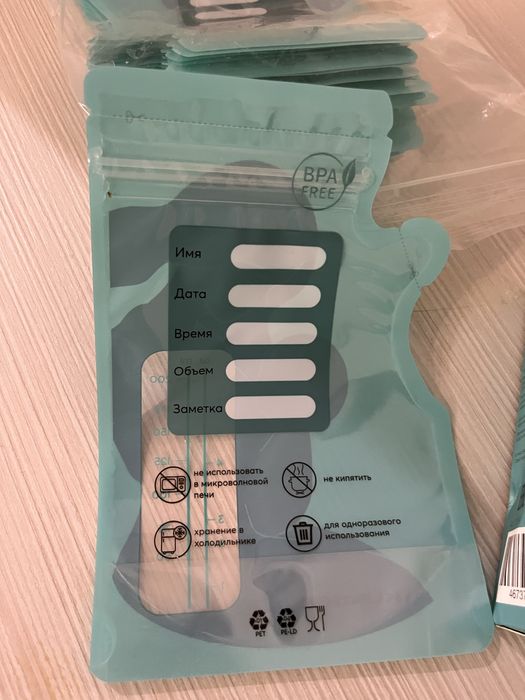 BPA
FREE
Имя
Дата
Время
Объем
Заметка
не использовать
в микроволновой
печи
не кипятить
хранение в
холодильнике
для одноразового
использования
PET
PE-LD